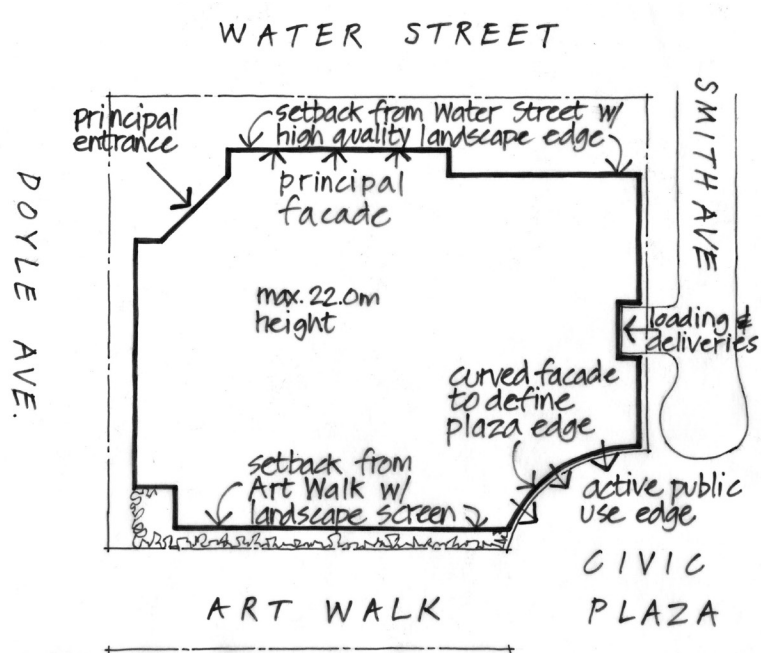 WATER STREET
principal
entrance
setback from Water Street w/
high quality landscape edge
SMITH AVE
principal
facade
DOYLE AVE.
max. 22.0m
height
loading &
deliveries
curved facade
to define
plaza edge
setback from
Art Walk w/
landscape screen
active public
use edge
CIVIC
PLAZA
ART WALK